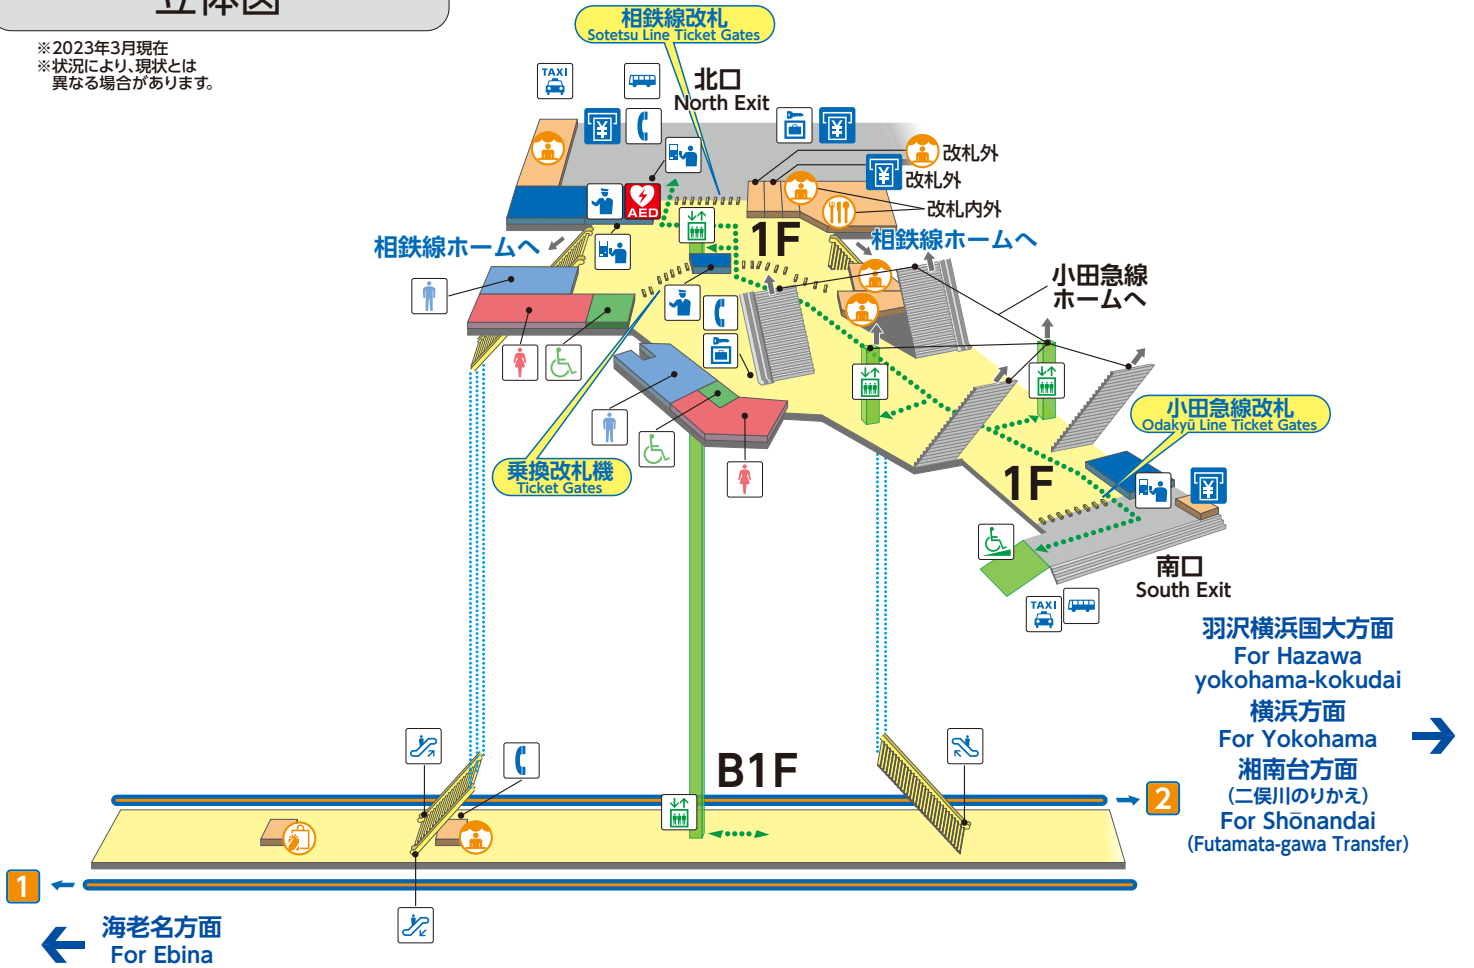 立体図
※2023年3月現在
※状況により、現状とは
異なる場合があります。
相鉄線改札
Sotetsu Line Ticket Gates
TAXI
北口
North Exit
改札外
改札外
改札内外
AED
1F
相鉄線ホームへ
相鉄線ホームへ
小田急線
ホームへ
小田急線改札
Odakyū Line Ticket Gates
乗換改札機
Ticket Gates
1F
南口
South Exit
TAXI
羽沢横浜国大方面
For Hazawa
yokohama-kokudai
横浜方面
For Yokohama
湘南台方面
(二俣川のりかえ)
For Shōnandai
(Futamata-gawa Transfer)
B1F
2
1
海老名方面
For Ebina